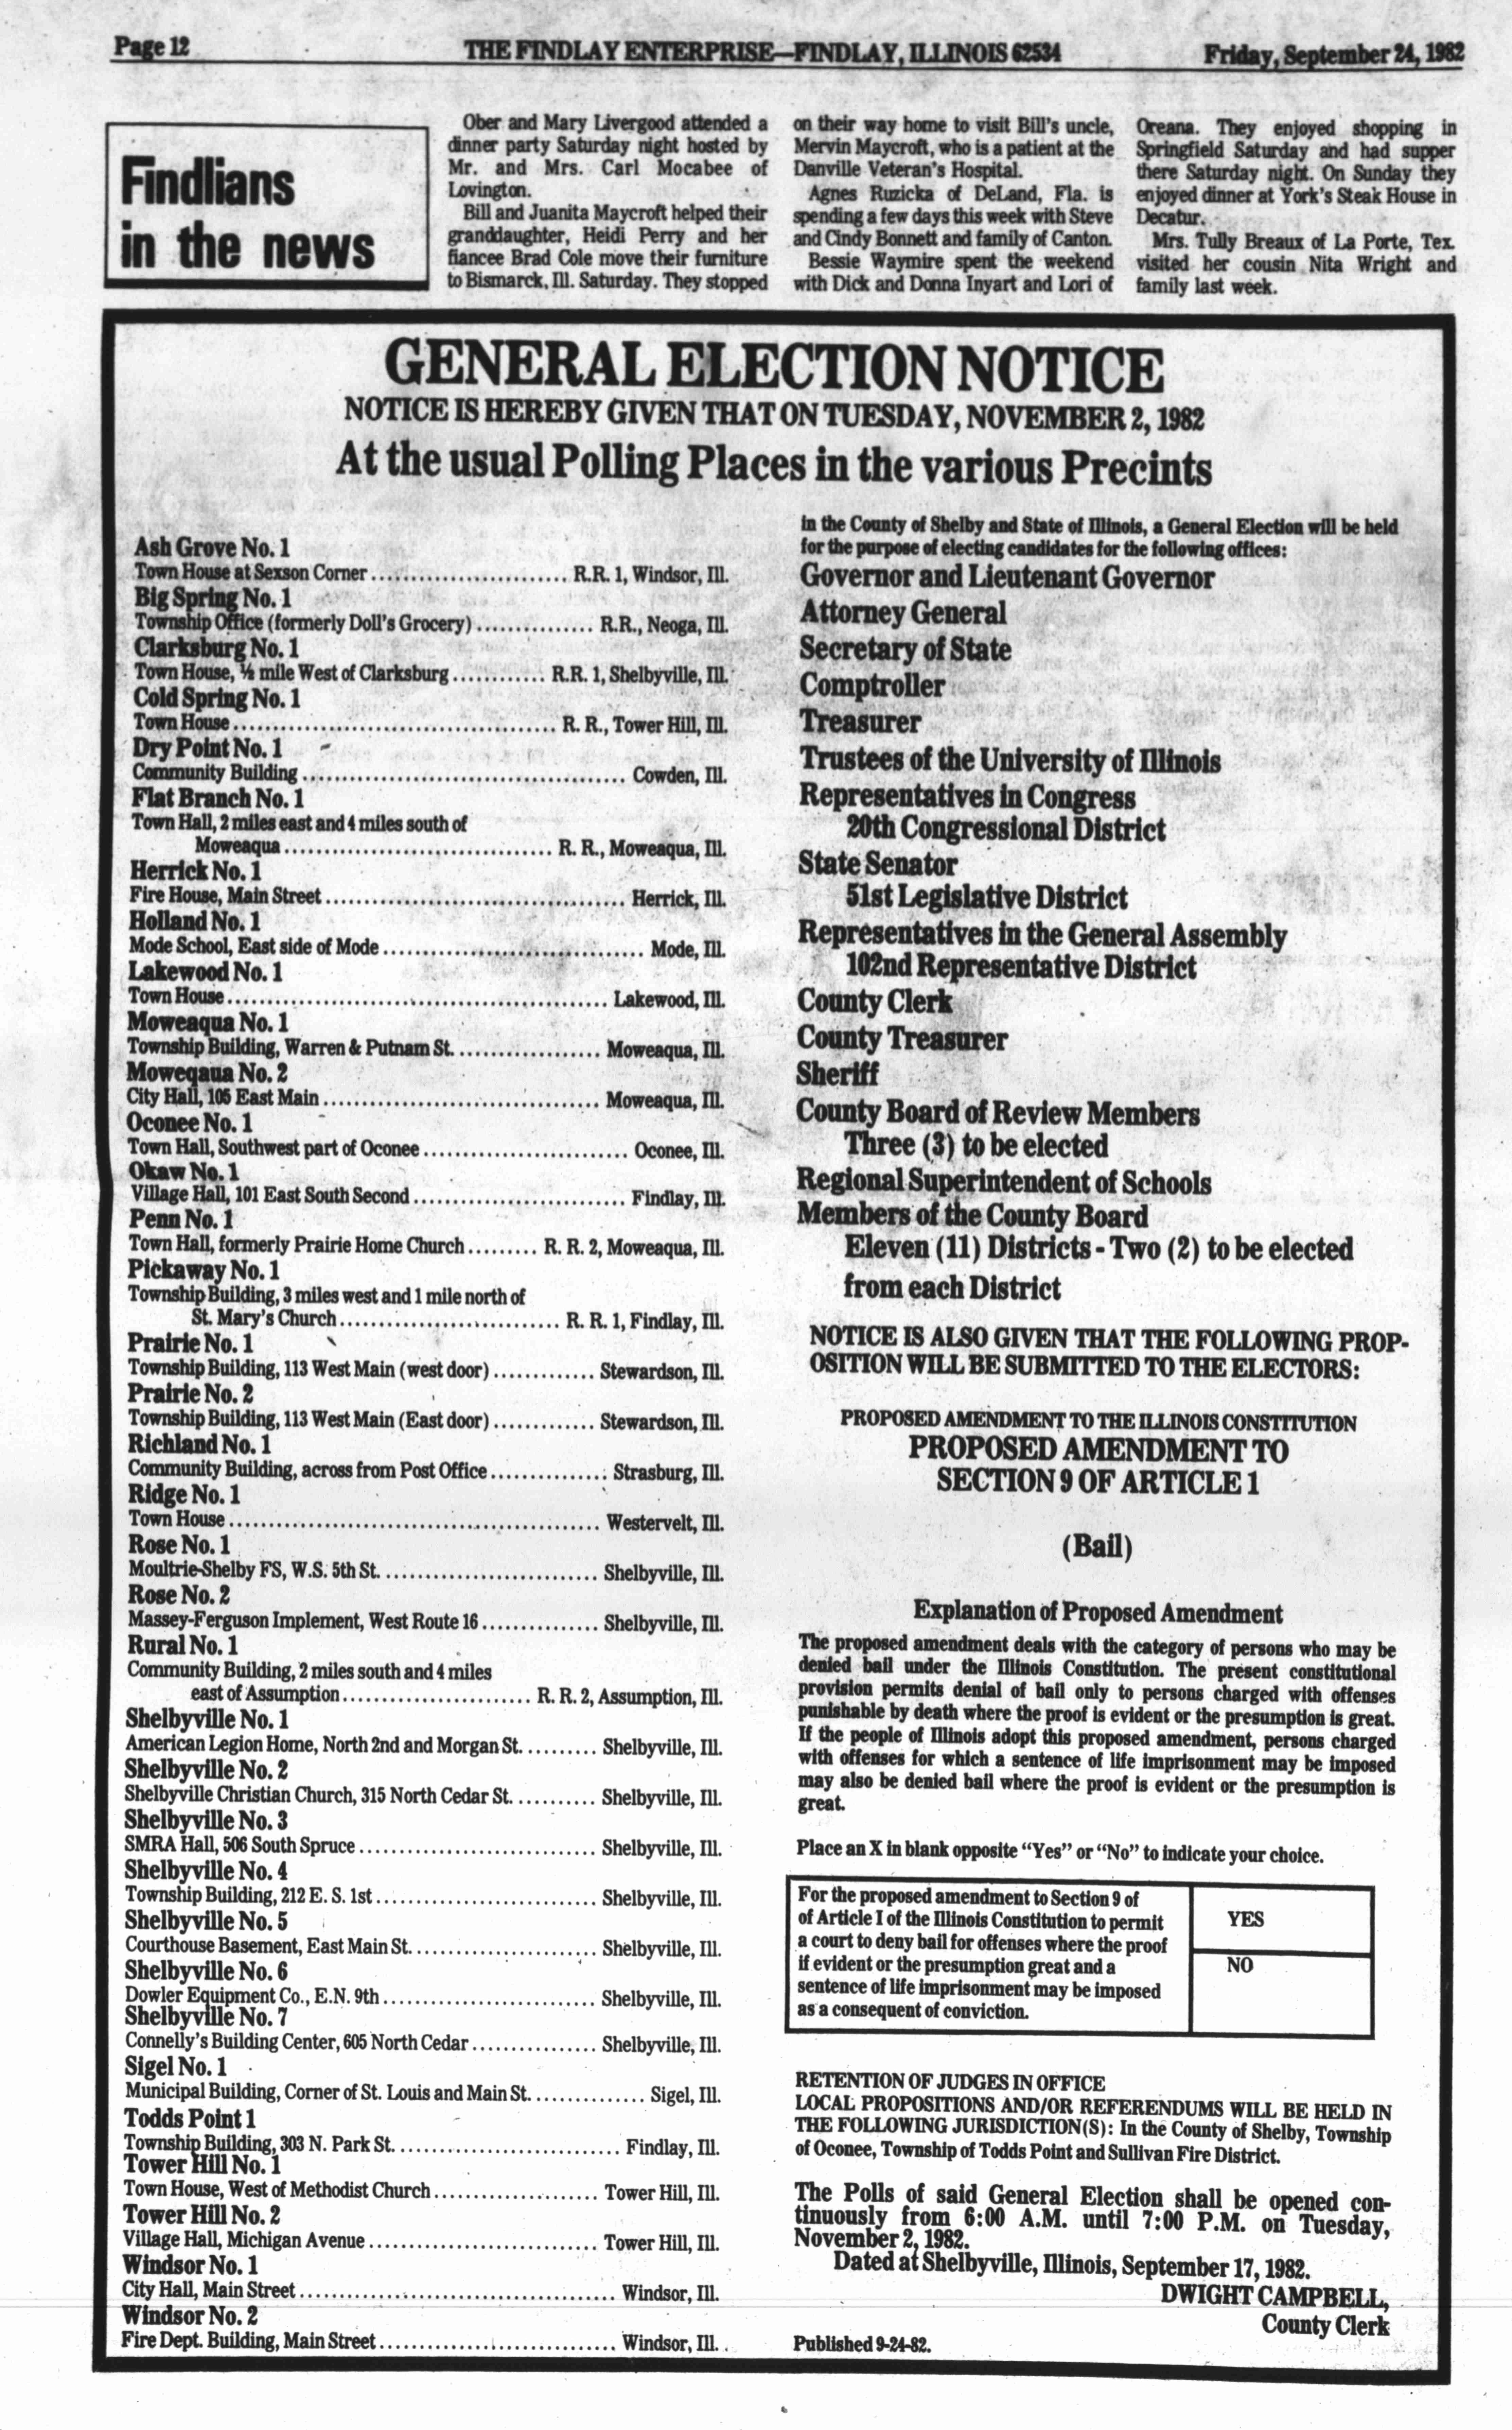 Page 12
THE FINDLAY ENTERPRISE—FINDLAY, ILLINOIS 62534
Friday, September 24, 1982
Findlians
in the news
Ober and Mary Livergood attended a
dinner party Saturday night hosted by
Mr. and Mrs. Carl Mocabee of
Lovington.
Bill and Juanita Maycroft helped their
granddaughter, Heidi Perry and her
fiancee Brad Cole move their furniture
to Bismarck, Ill. Saturday. They stopped
on their way home to visit Bill's uncle,
Mervin Maycroft, who is a patient at the
Danville Veteran's Hospital.
Agnes Ruzicka of DeLand, Fla. is
spending a few days this week with Steve
and Cindy Bonnett and family of Canton.
Bessie Waymire spent the weekend
with Dick and Donna Inyart and Lori of
Oreana. They enjoyed shopping in
Springfield Saturday and had supper
there Saturday night. On Sunday they
enjoyed dinner at York's Steak House in
Decatur.
Mrs. Tully Breaux of La Porte, Tex.
visited her cousin Nita Wright and
family last week.
GENERAL ELECTION NOTICE
NOTICE IS HEREBY GIVEN THAT ON TUESDAY, NOVEMBER 2, 1982
At the usual Polling Places in the various Precints
Ash Grove No. 1
Town House at Sexson Corner ......................... R.R. 1, Windsor, Ill.
Big Spring No. 1
Township Office (formerly Doll's Grocery) ............... R.R., Neoga, Ill.
Clarksburg No. 1
Town House, ½ mile West of Clarksburg ............ R.R. 1, Shelbyville, Ill.
Cold Spring No. 1
Town House ......................................... R. R., Tower Hill, Ill.
Dry Point No. 1
Community Building ......................................... Cowden, Ill.
Flat Branch No. 1
Town Hall, 2 miles east and 4 miles south of
Moweaqua .................................. R. R., Moweaqua, Ill.
Herrick No. 1
Fire House, Main Street ...................................... Herrick, Ill.
Holland No. 1
Mode School, East side of Mode ................................. Mode, Ill.
Lakewood No. 1
Town House ................................................ Lakewood, Ill.
Moweaqua No. 1
Township Building, Warren & Putnam St. .................. Moweaqua, Ill.
Moweqaua No. 2
City Hall, 105 East Main ................................... Moweaqua, Ill.
Oconee No. 1
Town Hall, Southwest part of Oconee .......................... Oconee, Ill.
Okaw No. 1
Village Hall, 101 East South Second ........................... Findlay, Ill.
Penn No. 1
Town Hall, formerly Prairie Home Church ......... R. R. 2, Moweaqua, Ill.
Pickaway No. 1
Township Building, 3 miles west and 1 mile north of
St. Mary's Church ............................ R. R. 1, Findlay, Ill.
Prairie No. 1
Township Building, 113 West Main (west door) ............. Stewardson, Ill.
Prairie No. 2
Township Building, 113 West Main (East door) ............. Stewardson, Ill.
Richland No. 1
Community Building, across from Post Office ............... Strasburg, Ill.
Ridge No. 1
Town House ............................................... Westervelt, Ill.
Rose No. 1
Moultrie-Shelby FS, W.S. 5th St. ........................... Shelbyville, Ill.
Rose No. 2
Massey-Ferguson Implement, West Route 16 ............... Shelbyville, Ill.
Rural No. 1
Community Building, 2 miles south and 4 miles
east of Assumption ........................ R. R. 2, Assumption, Ill.
Shelbyville No. 1
American Legion Home, North 2nd and Morgan St. ......... Shelbyville, Ill.
Shelbyville No. 2
Shelbyville Christian Church, 315 North Cedar St. .......... Shelbyville, Ill.
Shelbyville No. 3
SMRA Hall, 506 South Spruce .............................. Shelbyville, Ill.
Shelbyville No. 4
Township Building, 212 E. S. 1st ............................ Shelbyville, Ill.
Shelbyville No. 5
Courthouse Basement, East Main St. ....................... Shelbyville, Ill.
Shelbyville No. 6
Dowler Equipment Co., E.N. 9th ........................... Shelbyville, Ill.
Shelbyville No. 7
Connelly's Building Center, 605 North Cedar ................ Shelbyville, Ill.
Sigel No. 1
Municipal Building, Corner of St. Louis and Main St. .............. Sigel, Ill.
Todds Point 1
Township Building, 303 N. Park St. ............................ Findlay, Ill.
Tower Hill No. 1
Town House, West of Methodist Church ..................... Tower Hill, Ill.
Tower Hill No. 2
Village Hall, Michigan Avenue ............................. Tower Hill, Ill.
Windsor No. 1
City Hall, Main Street ........................................ Windsor, Ill.
Windsor No. 2
Fire Dept. Building, Main Street .............................. Windsor, Ill.
in the County of Shelby and State of Illinois, a General Election will be held
for the purpose of electing candidates for the following offices:
Governor and Lieutenant Governor
Attorney General
Secretary of State
Comptroller
Treasurer
Trustees of the University of Illinois
Representatives in Congress
20th Congressional District
State Senator
51st Legislative District
Representatives in the General Assembly
102nd Representative District
County Clerk
County Treasurer
Sheriff
County Board of Review Members
Three (3) to be elected
Regional Superintendent of Schools
Members of the County Board
Eleven (11) Districts - Two (2) to be elected
from each District
NOTICE IS ALSO GIVEN THAT THE FOLLOWING PROP-
OSITION WILL BE SUBMITTED TO THE ELECTORS:
PROPOSED AMENDMENT TO THE ILLINOIS CONSTITUTION
PROPOSED AMENDMENT TO
SECTION 9 OF ARTICLE 1
(Bail)
Explanation of Proposed Amendment
The proposed amendment deals with the category of persons who may be
denied bail under the Illinois Constitution. The present constitutional
provision permits denial of bail only to persons charged with offenses
punishable by death where the proof is evident or the presumption is great.
If the people of Illinois adopt this proposed amendment, persons charged
with offenses for which a sentence of life imprisonment may be imposed
may also be denied bail where the proof is evident or the presumption is
great.
Place an X in blank opposite “Yes” or “No” to indicate your choice.
For the proposed amendment to Section 9 of
of Article I of the Illinois Constitution to permit
a court to deny bail for offenses where the proof
if evident or the presumption great and a
sentence of life imprisonment may be imposed
as a consequent of conviction.
YES
NO
RETENTION OF JUDGES IN OFFICE
LOCAL PROPOSITIONS AND/OR REFERENDUMS WILL BE HELD IN
THE FOLLOWING JURISDICTION(S): In the County of Shelby, Township
of Oconee, Township of Todds Point and Sullivan Fire District.
The Polls of said General Election shall be opened con-
tinuously from 6:00 A.M. until 7:00 P.M. on Tuesday,
November 2, 1982.
Dated at Shelbyville, Illinois, September 17, 1982.
DWIGHT CAMPBELL,
County Clerk
Published 9-24-82.